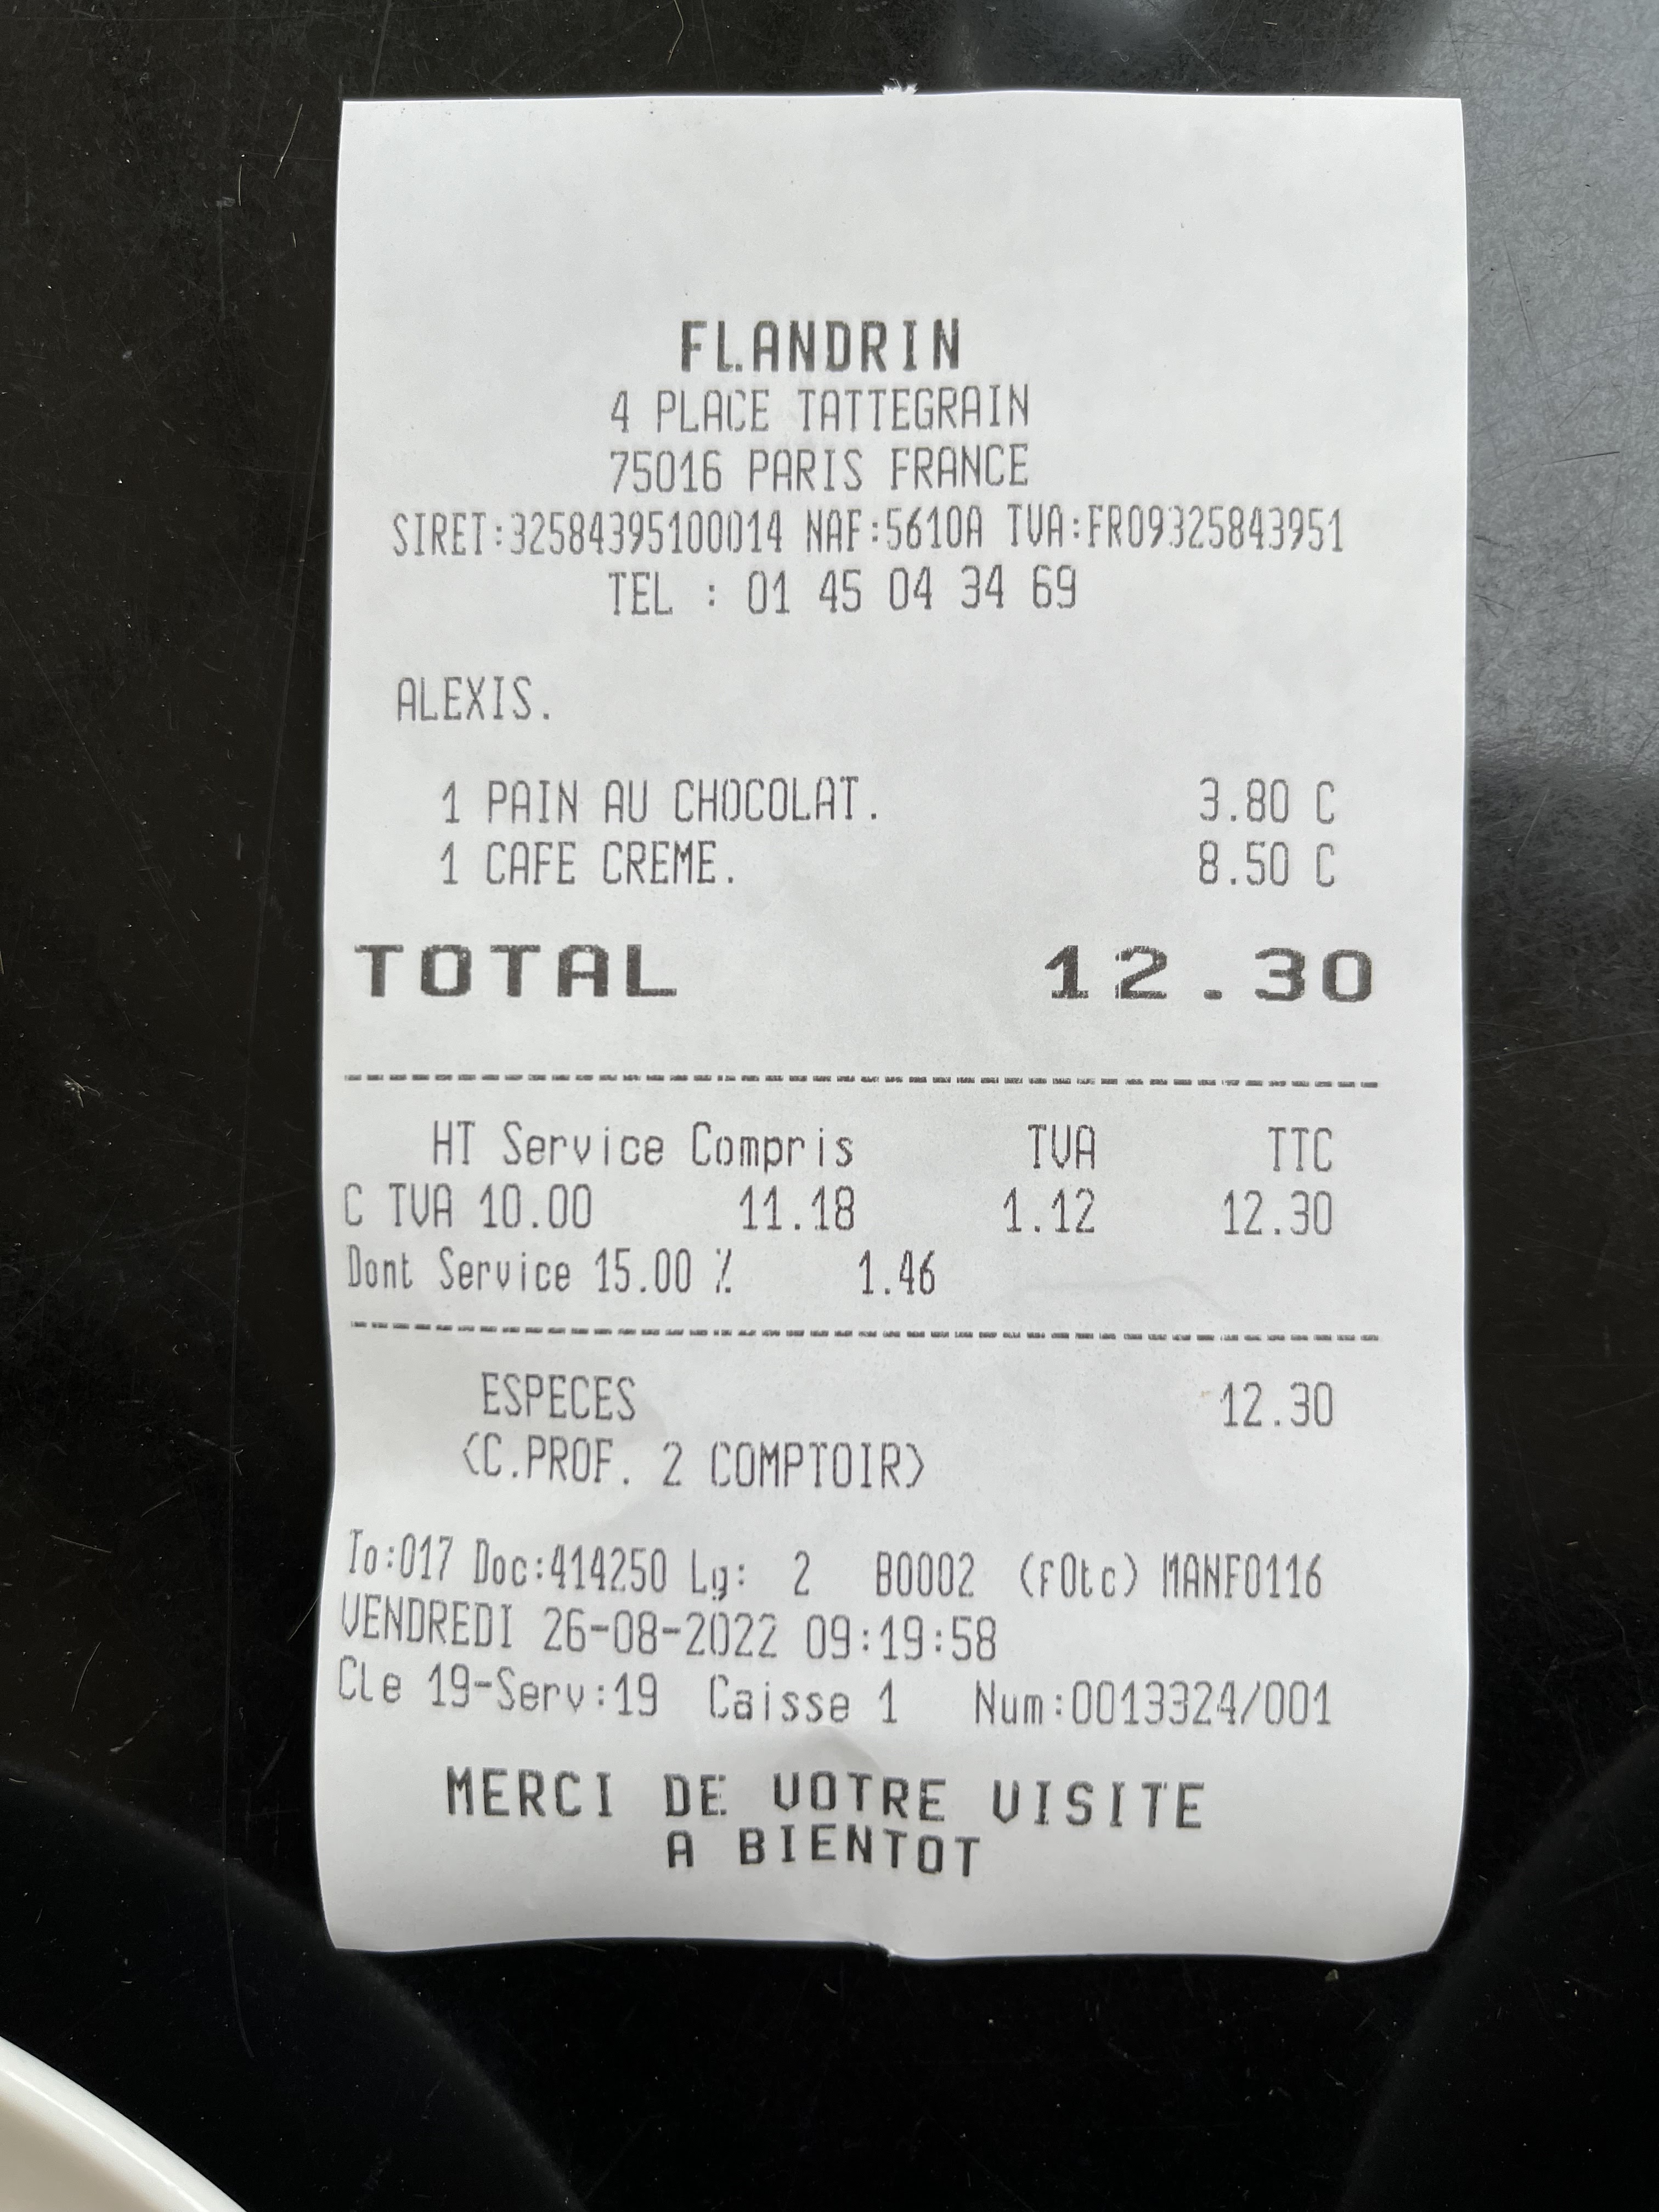 FLANDRIN
4 PLACE TATTEGRAIN
75016 PARIS FRANCE
SIRET:32584395100014 NAF:5610A TVA:FR09325843951
TEL : 01 45 04 34 69
ALEXIS.
1 PAIN AU CHOCOLAT. 3.80 C
1 CAFE CREME. 8.50 C
TOTAL 12.30
HT Service Compris TVA TTC
C TVA 10.00 11.18 1.12 12.30
Dont Service 15.00 % 1.46
ESPECES 12.30
<C.PROF. 2 COMPTOIR>
To:017 Doc:414250 Lg: 2 B0002 (f0tc) MANF0116
VENDREDI 26-08-2022 09:19:58
Cle 19-Serv:19 Caisse 1 Num:0013324/001
MERCI DE VOTRE VISITE
A BIENTOT